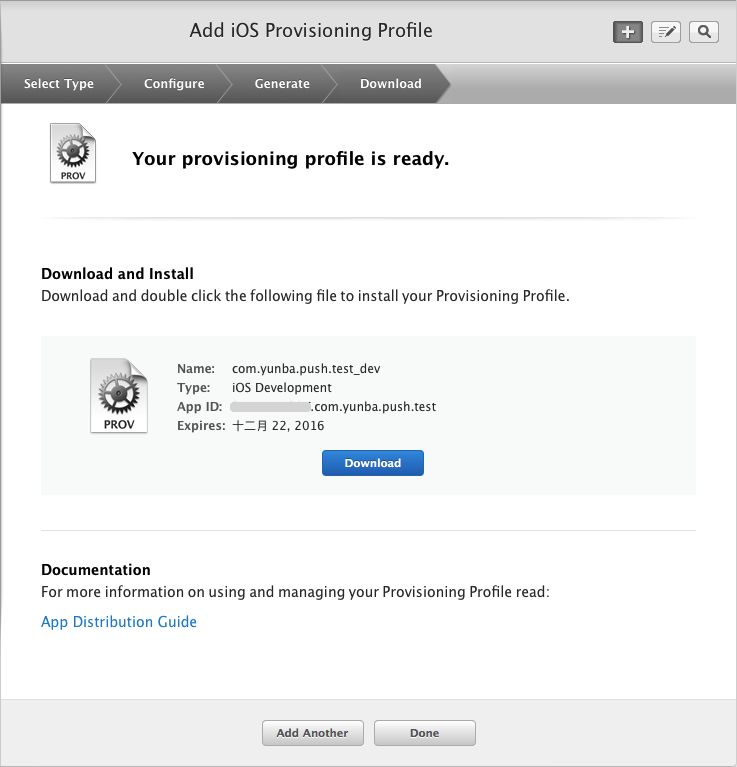 Add iOS Provisioning Profile
Select Type
Configure
Generate
Download
PROV
Your provisioning profile is ready.
Download and Install
Download and double click the following file to install your Provisioning Profile.
PROV
Name: com.yunba.push.test_dev
Type: iOS Development
App ID: .com.yunba.push.test
Expires: 十二月 22, 2016
Download
Documentation
For more information on using and managing your Provisioning Profile read:
App Distribution Guide
Add Another
Done